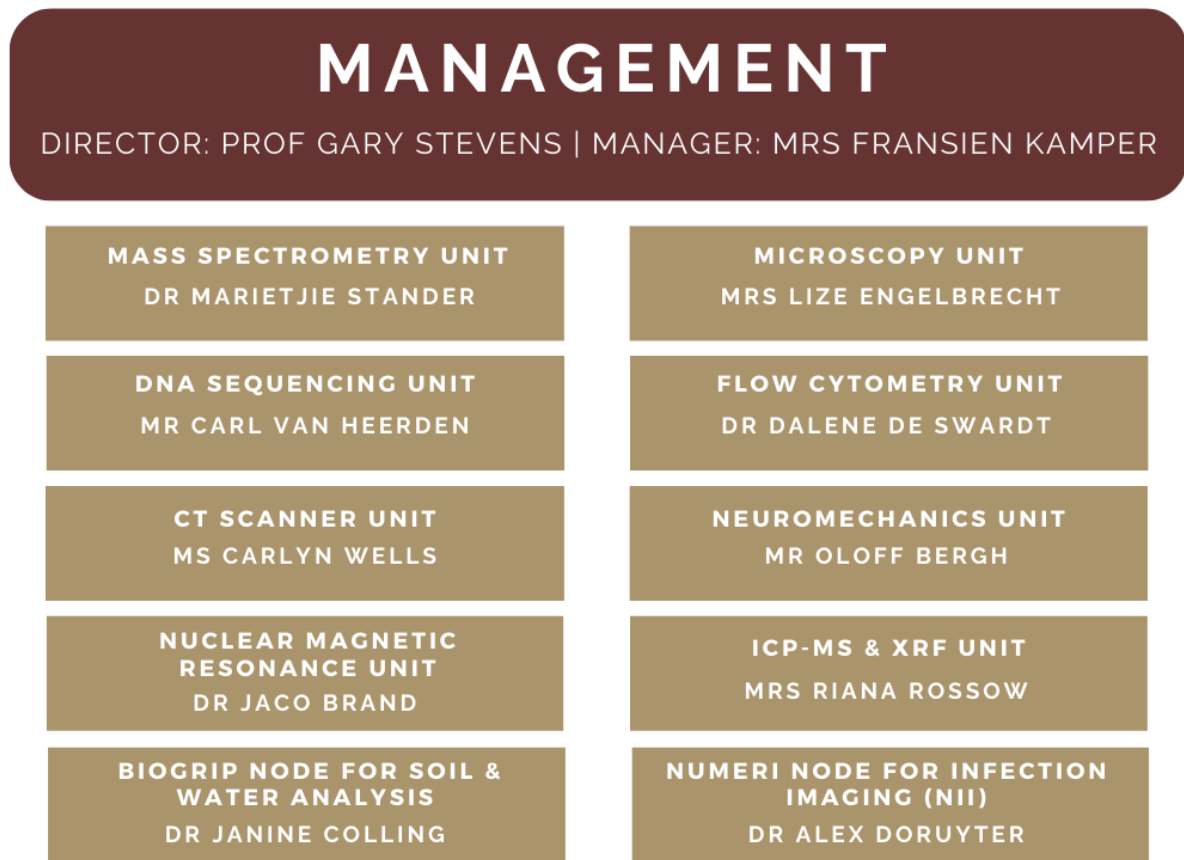 MANAGEMENT
DIRECTOR: PROF GARY STEVENS | MANAGER: MRS FRANSIEN KAMPER
MASS SPECTROMETRY UNIT
DR MARIETJIE STANDER
MICROSCOPY UNIT
MRS LIZE ENGELBRECHT
DNA SEQUENCING UNIT
MR CARL VAN HEERDEN
FLOW CYTOMETRY UNIT
DR DALENE DE SWARDT
CT SCANNER UNIT
MS CARLYN WELLS
NEUROMECHANICS UNIT
MR OLOFF BERGH
NUCLEAR MAGNETIC
RESONANCE UNIT
DR JACO BRAND
ICP-MS & XRF UNIT
MRS RIANA ROSSOW
BIOGRIP NODE FOR SOIL &
WATER ANALYSIS
DR JANINE COLLING
NUMERI NODE FOR INFECTION
IMAGING (NII)
DR ALEX DORUYTER